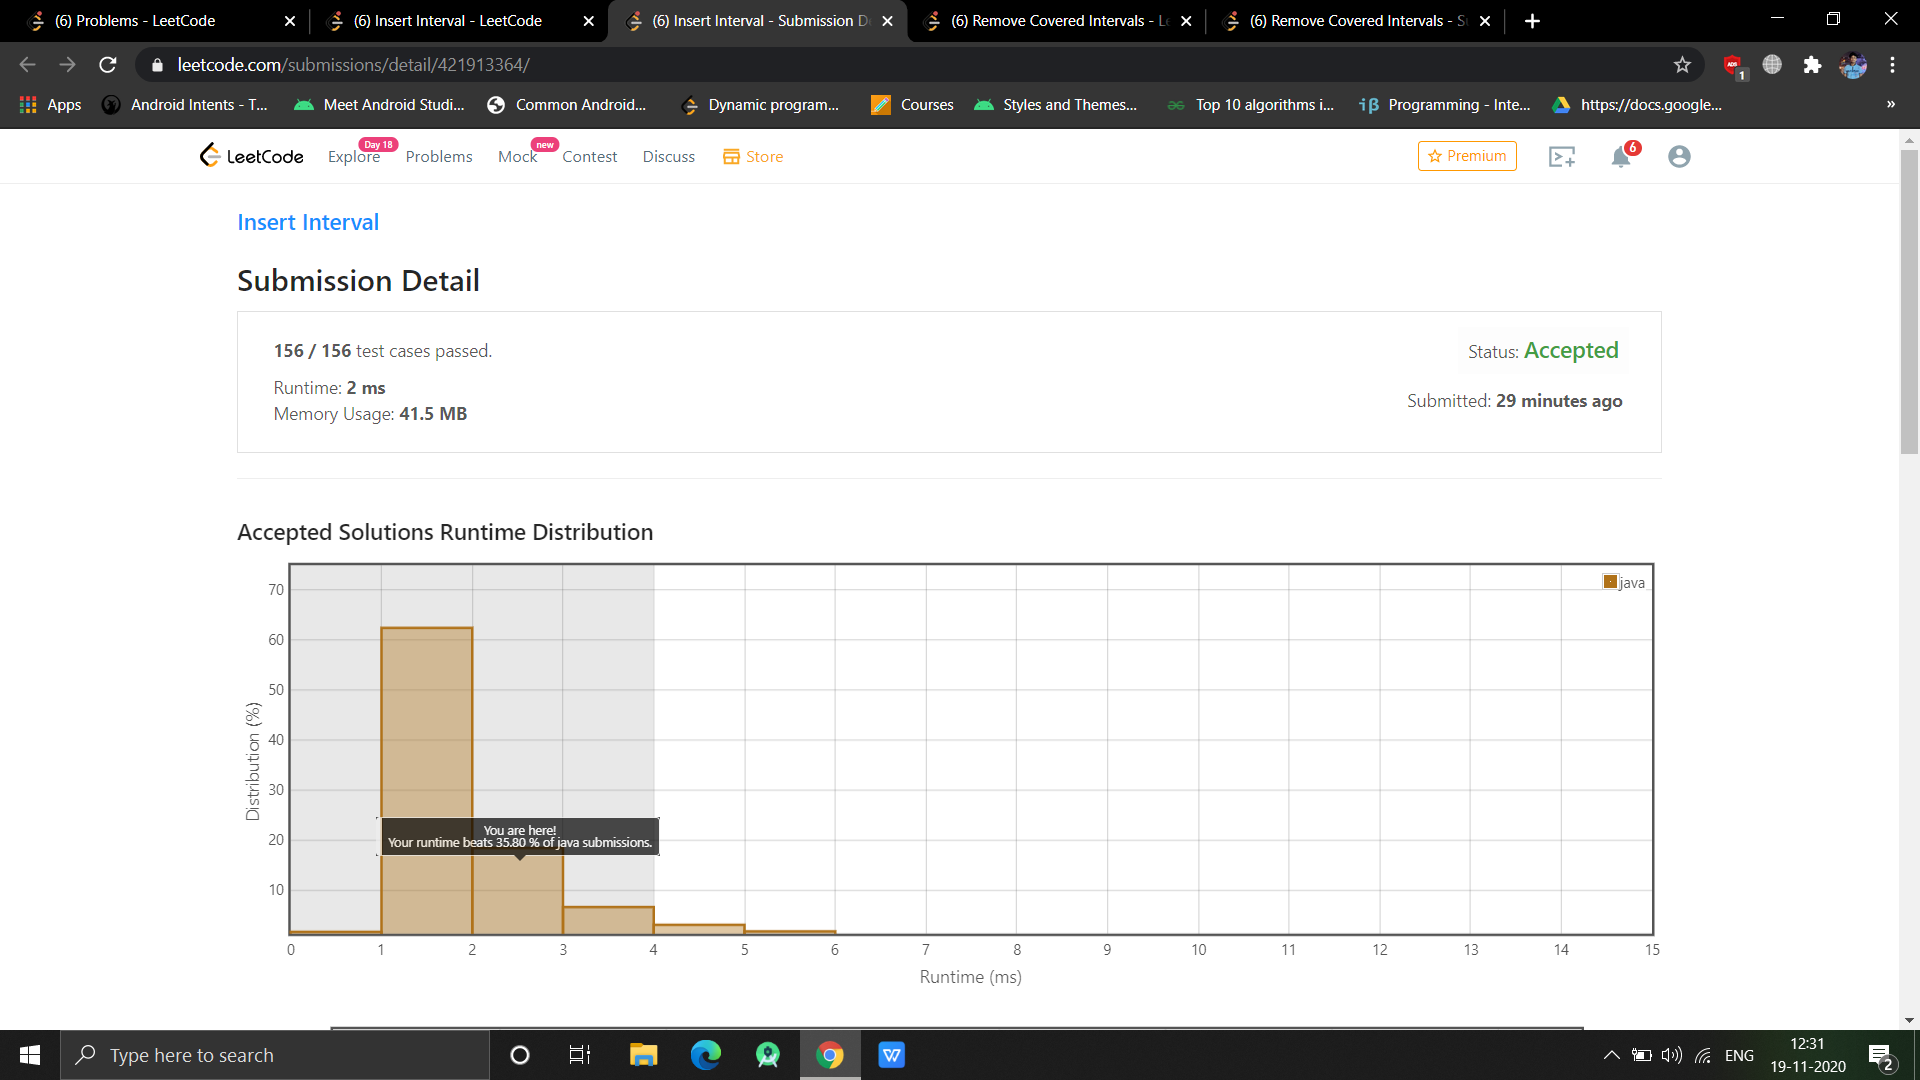 (6) Problems - LeetCode
(6) Insert Interval - LeetCode
(6) Insert Interval - Submission D
(6) Remove Covered Intervals - L
(6) Remove Covered Intervals - S
leetcode.com/submissions/detail/421913364/
ADS
1
Apps
Android Intents - T...
Meet Android Studi...
Common Android...
Dynamic program...
Courses
Styles and Themes...
Top 10 algorithms i...
Programming - Inte...
https://docs.google...
»
LeetCode
Explore
Day 18
Problems
Mock
new
Contest
Discuss
Store
Premium
6
Insert Interval
Submission Detail
156 / 156 test cases passed.
Status: Accepted
Runtime: 2 ms
Submitted: 29 minutes ago
Memory Usage: 41.5 MB
Accepted Solutions Runtime Distribution
java
70
60
50
40
30
20
10
Distribution (%)
You are here!
Your runtime beats 35.80 % of java submissions.
0 1 2 3 4 5 6 7 8 9 10 11 12 13 14 15
Runtime (ms)
Type here to search
W
ENG
12:31
19-11-2020
2